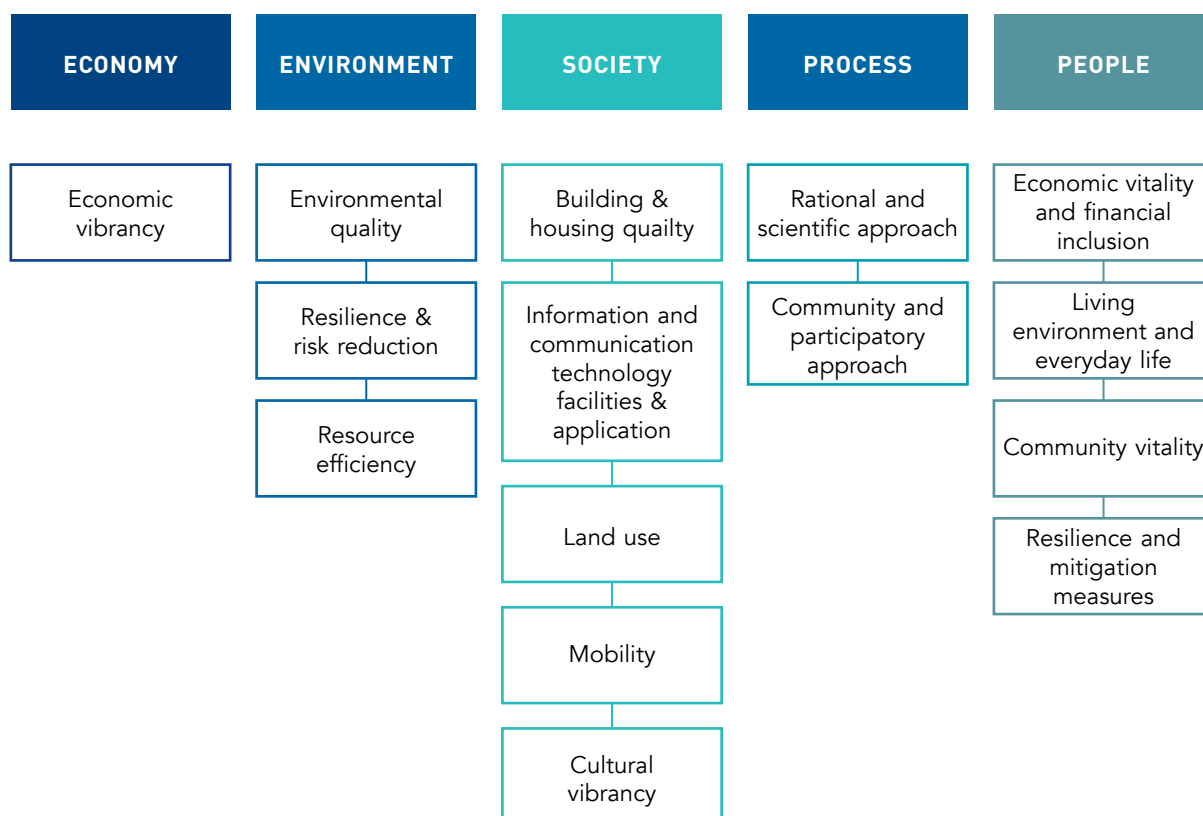 ECONOMY
ENVIRONMENT
SOCIETY
PROCESS
PEOPLE
Economic
vibrancy
Environmental
quality
Resilience &
risk reduction
Resource
efficiency
Building &
housing quailty
Information and
communication
technology
facilities &
application
Land use
Mobility
Cultural
vibrancy
Rational and
scientific approach
Community and
participatory
approach
Economic vitality
and financial
inclusion
Living
environment and
everyday life
Community vitality
Resilience and
mitigation
measures